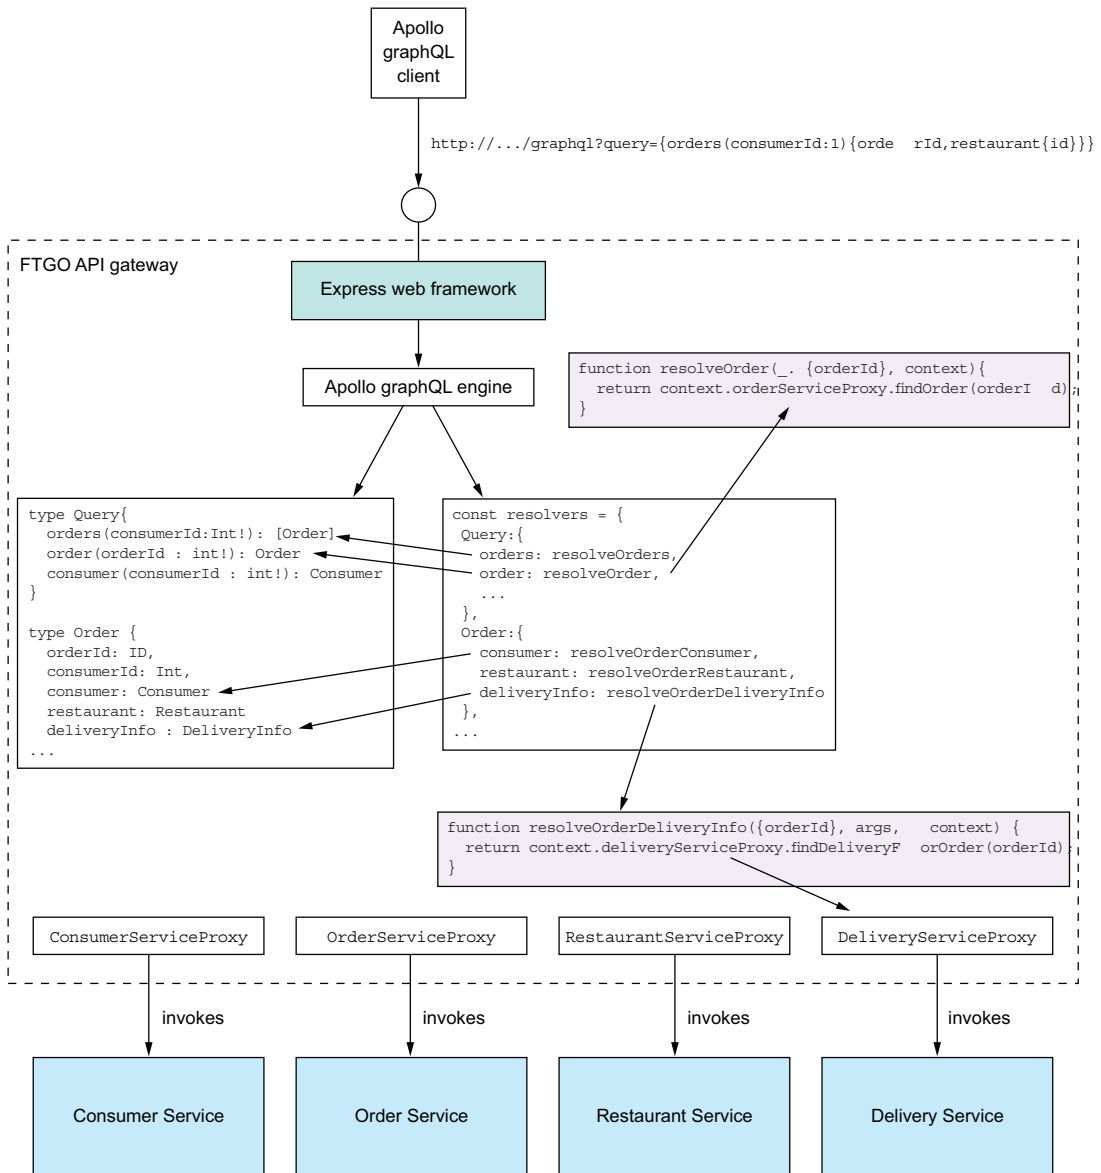 Apollo
graphQL
client
http://.../graphql?query={orders(consumerId:1){orde rId,restaurant{id}}}
FTGO API gateway
Express web framework
Apollo graphQL engine
function resolveOrder(_. {orderId}, context){
return context.orderServiceProxy.findOrder(orderI d);
}
type Query{
orders(consumerId:Int!): [Order]
order(orderId : int!): Order
consumer(consumerId : int!): Consumer
}
type Order {
orderId: ID,
consumerId: Int,
consumer: Consumer
restaurant: Restaurant
deliveryInfo : DeliveryInfo
...
const resolvers = {
Query:{
orders: resolveOrders,
order: resolveOrder,
...
},
Order:{
consumer: resolveOrderConsumer,
restaurant: resolveOrderRestaurant,
deliveryInfo: resolveOrderDeliveryInfo
},
...
function resolveOrderDeliveryInfo({orderId}, args, context) {
return context.deliveryServiceProxy.findDeliveryF orOrder(orderId);
}
ConsumerServiceProxy
OrderServiceProxy
RestaurantServiceProxy
DeliveryServiceProxy
invokes
invokes
invokes
invokes
Consumer Service
Order Service
Restaurant Service
Delivery Service